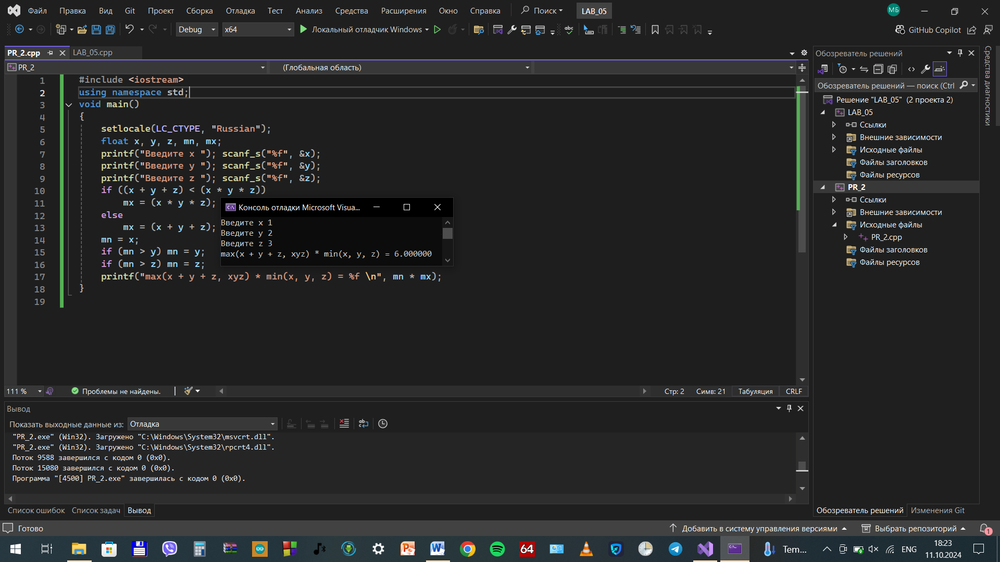 Файл Правка Вид Git Проект Сборка Отладка Тест Анализ Средства Расширения Окно Справка Поиск LAB_05 МБ
Debug x64 Локальный отладчик Windows abc GitHub Copilot
PR_2.cpp LAB_05.cpp
PR_2 (Глобальная область)
1 #include <iostream>
2 using namespace std;
3 void main()
4 {
5 setlocale(LC_CTYPE, "Russian");
6 float x, y, z, mn, mx;
7 printf("Введите x "); scanf_s("%f", &x);
8 printf("Введите y "); scanf_s("%f", &y);
9 printf("Введите z "); scanf_s("%f", &z);
10 if ((x + y + z) < (x * y * z))
11 mx = (x * y * z);
12 else
13 mx = (x + y + z);
14 mn = x;
15 if (mn > y) mn = y;
16 if (mn > z) mn = z;
17 printf("max(x + y + z, xyz) * min(x, y, z) = %f \n", mn * mx);
18 }
19
Консоль отладки Microsoft Visua...
Введите x 1
Введите y 2
Введите z 3
max(x + y + z, xyz) * min(x, y, z) = 6.000000
111 % Проблемы не найдены. Стр: 2 Симв: 21 Табуляция CRLF
Вывод
Показать выходные данные из: Отладка
"PR_2.exe" (Win32). Загружено "C:\Windows\System32\msvcrt.dll".
"PR_2.exe" (Win32). Загружено "C:\Windows\System32\rpcrt4.dll".
Поток 9588 завершился с кодом 0 (0x0).
Поток 15080 завершился с кодом 0 (0x0).
Программа "[4500] PR_2.exe" завершилась с кодом 0 (0x0).
Список ошибок Список задач Вывод
Обозреватель решений
Обозреватель решений — поиск (Ctrl
Решение "LAB_05" (2 проекта 2)
LAB_05
Ссылки
Внешние зависимости
Исходные файлы
Файлы заголовков
Файлы ресурсов
PR_2
Ссылки
Внешние зависимости
Исходные файлы
PR_2.cpp
Файлы заголовков
Файлы ресурсов
Обозреватель решений Изменения Git
Средства диагностики
Готово Добавить в систему управления версиями Выбрать репозиторий 1
64 Tem... ENG 18:23
11.10.2024